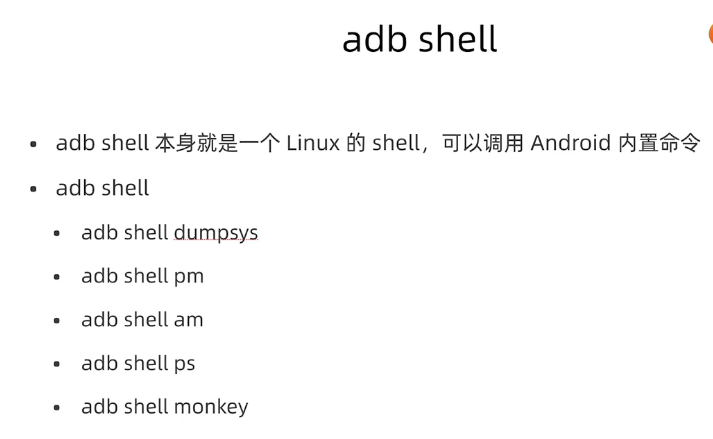 adb shell
• adb shell 本身就是一个 Linux 的 shell，可以调用 Android 内置命令
• adb shell
• adb shell dumpsys
• adb shell pm
• adb shell am
• adb shell ps
• adb shell monkey